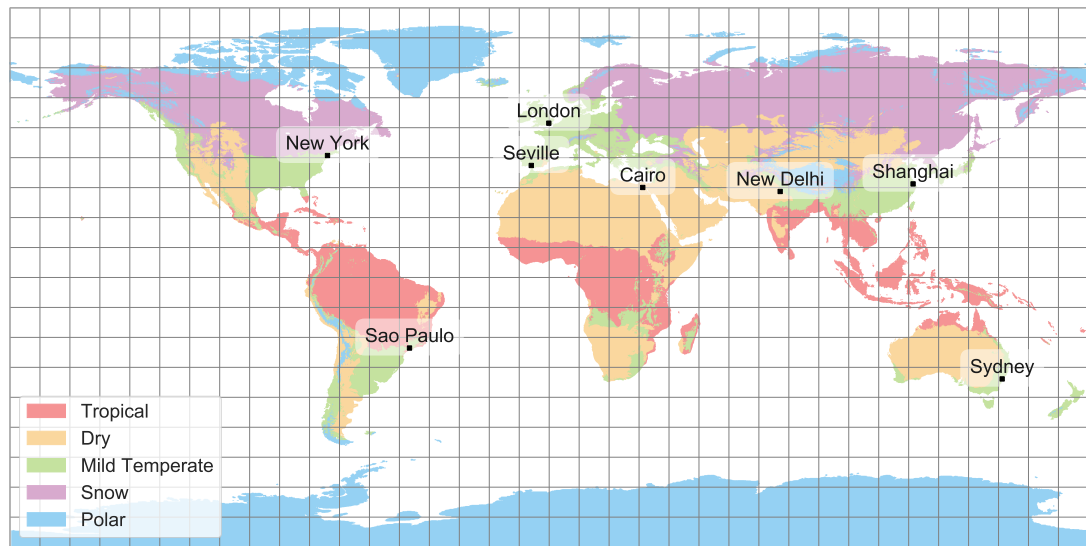 London
New York
Seville
Cairo
New Delhi
Shanghai
Sao Paulo
Sydney
Tropical
Dry
Mild Temperate
Snow
Polar